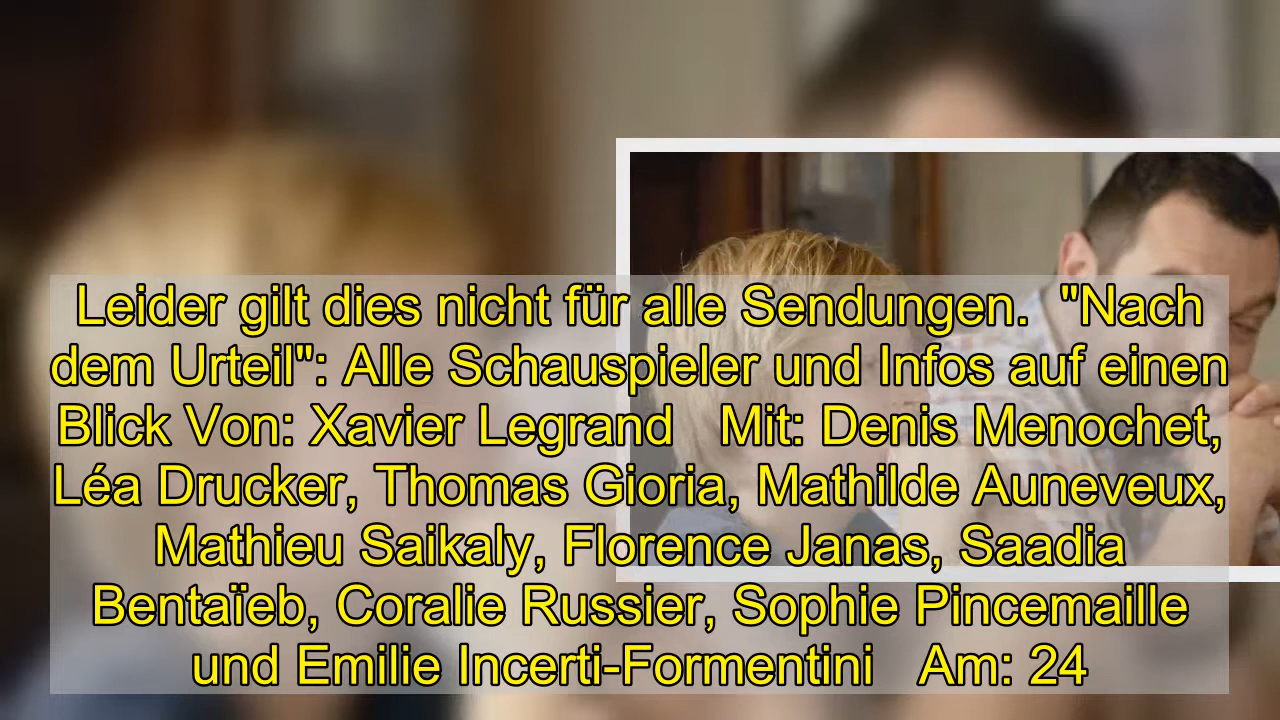 Leider gilt dies nicht für alle Sendungen.  "Nach
dem Urteil": Alle Schauspieler und Infos auf einen
Blick Von: Xavier Legrand   Mit: Denis Menochet,
Léa Drucker, Thomas Gioria, Mathilde Auneveux,
Mathieu Saikaly, Florence Janas, Saadia
Bentaïeb, Coralie Russier, Sophie Pincemaille
und Emilie Incerti-Formentini   Am: 24